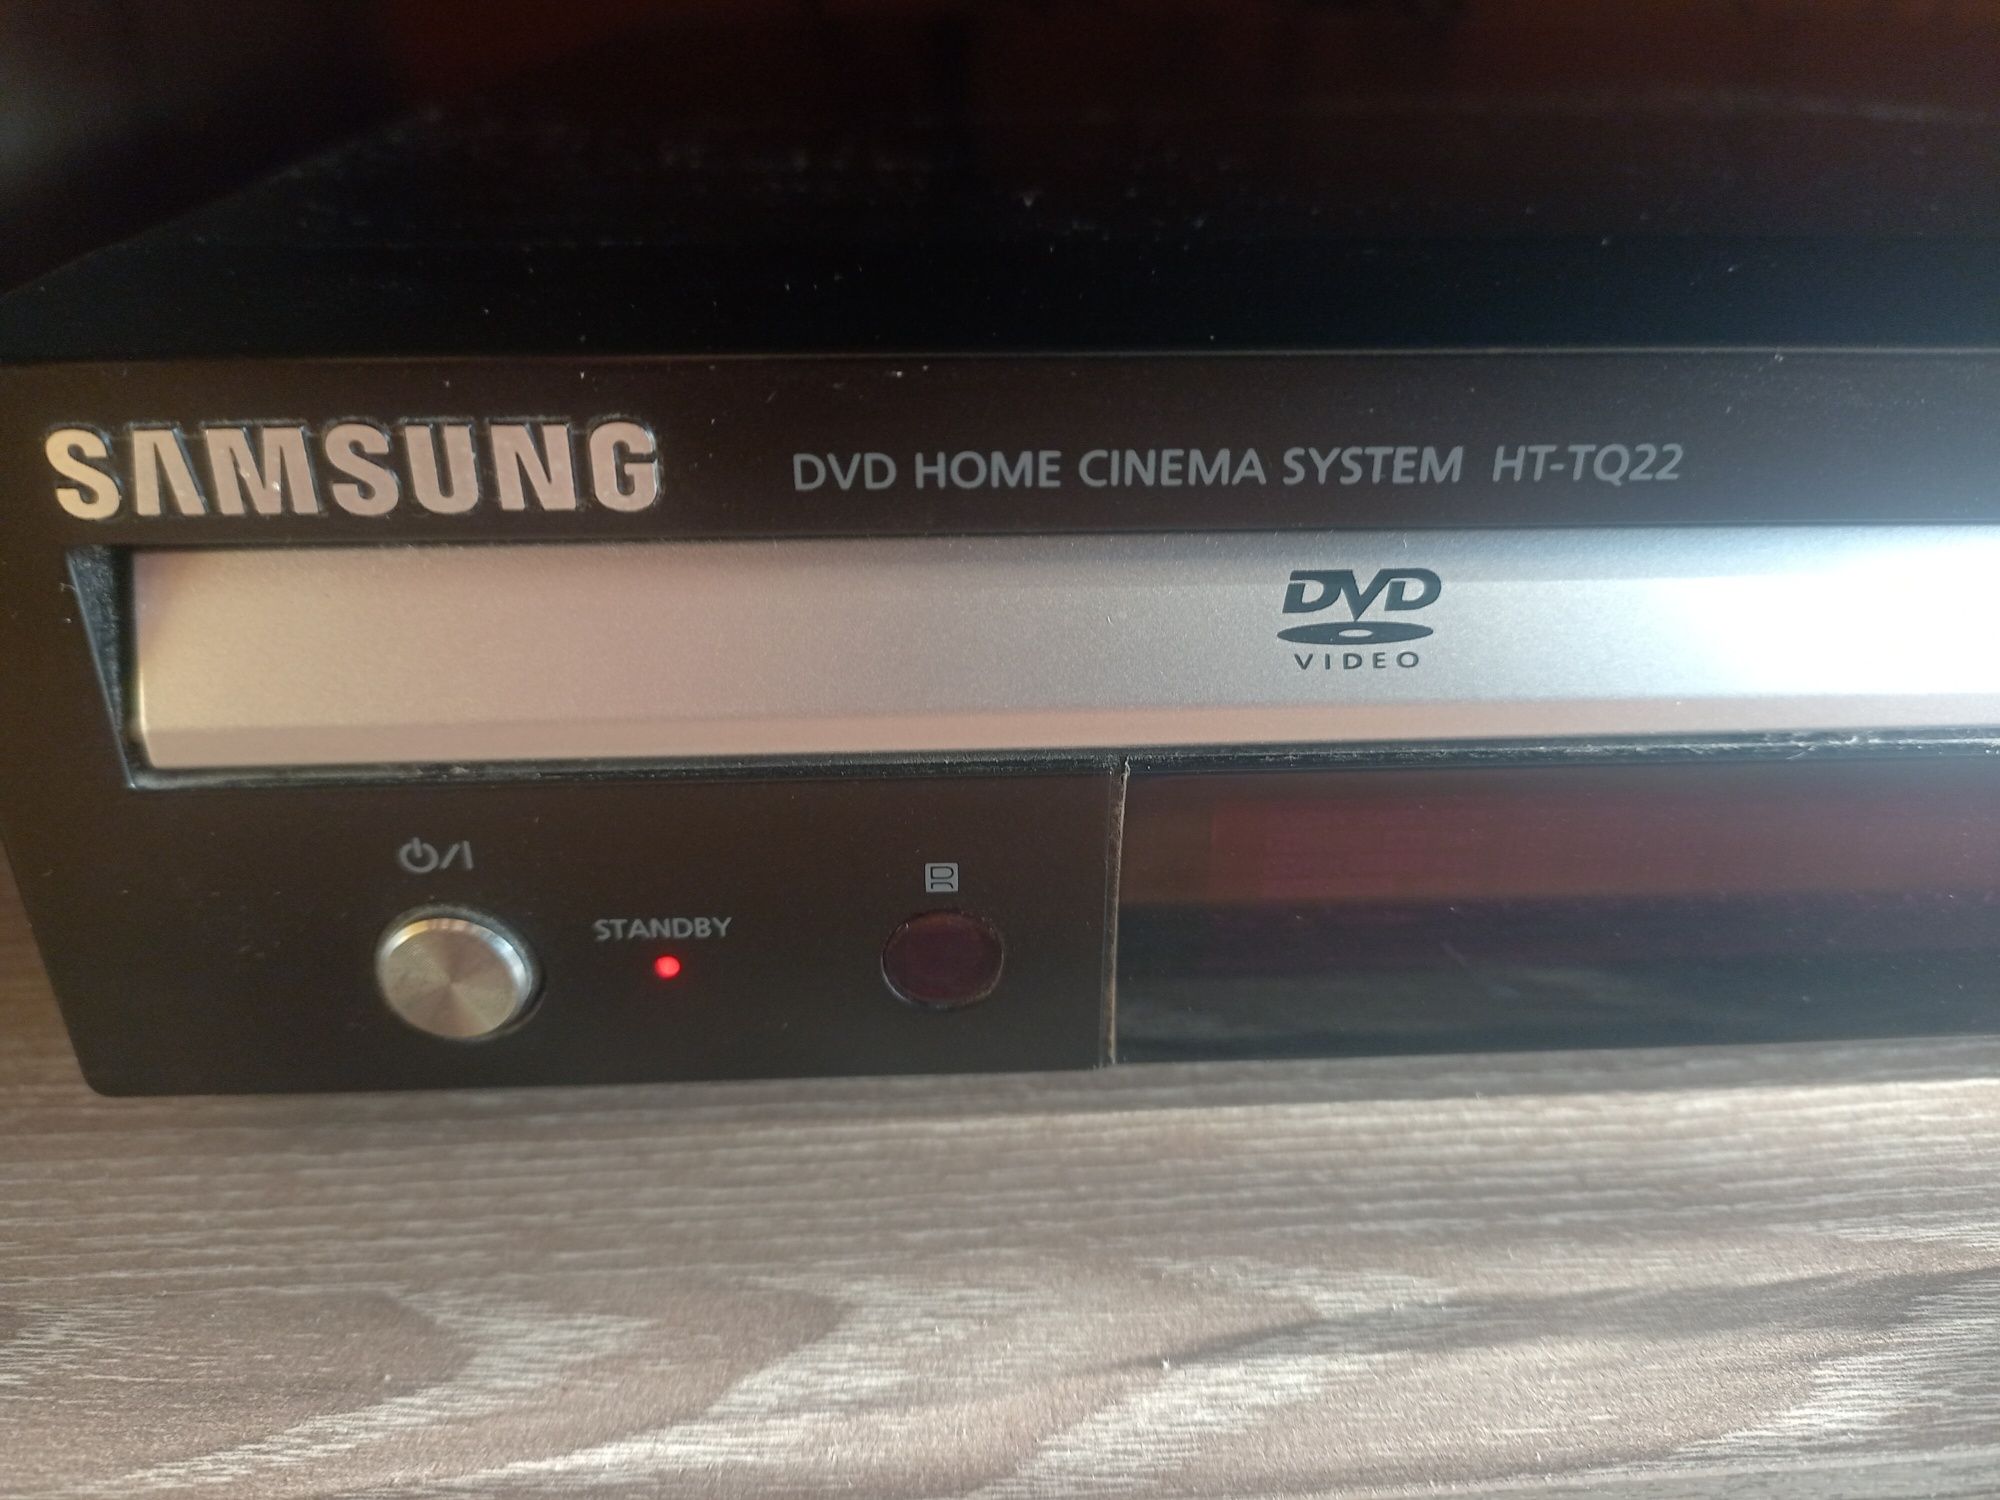 SAMSUNG
DVD HOME CINEMA SYSTEM HT-TQ22
DVD
VIDEO
STANDBY